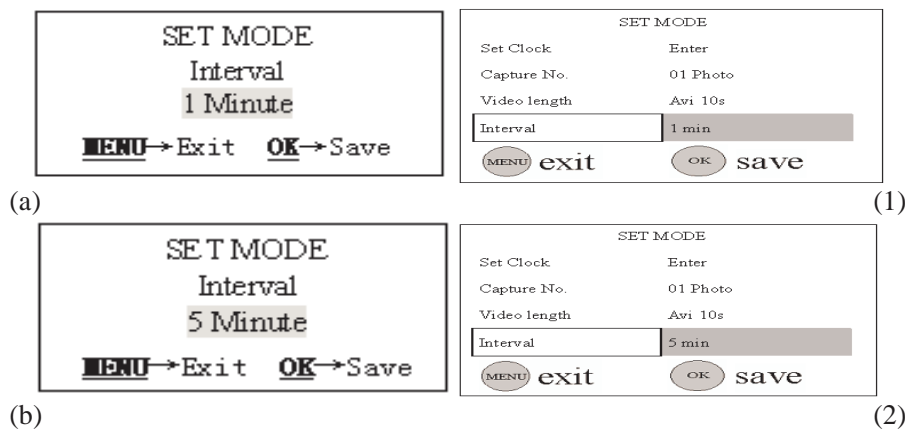 SET MODE
Interval
1 Minute
MENU→Exit OK→Save
(a)
SET MODE
Set Clock Enter
Capture No. 01 Photo
Video length Avi 10s
Interval 1 min
MENU exit OK save
(1)
SET MODE
Interval
5 Minute
MENU→Exit OK→Save
(b)
SET MODE
Set Clock Enter
Capture No. 01 Photo
Video length Avi 10s
Interval 5 min
MENU exit OK save
(2)